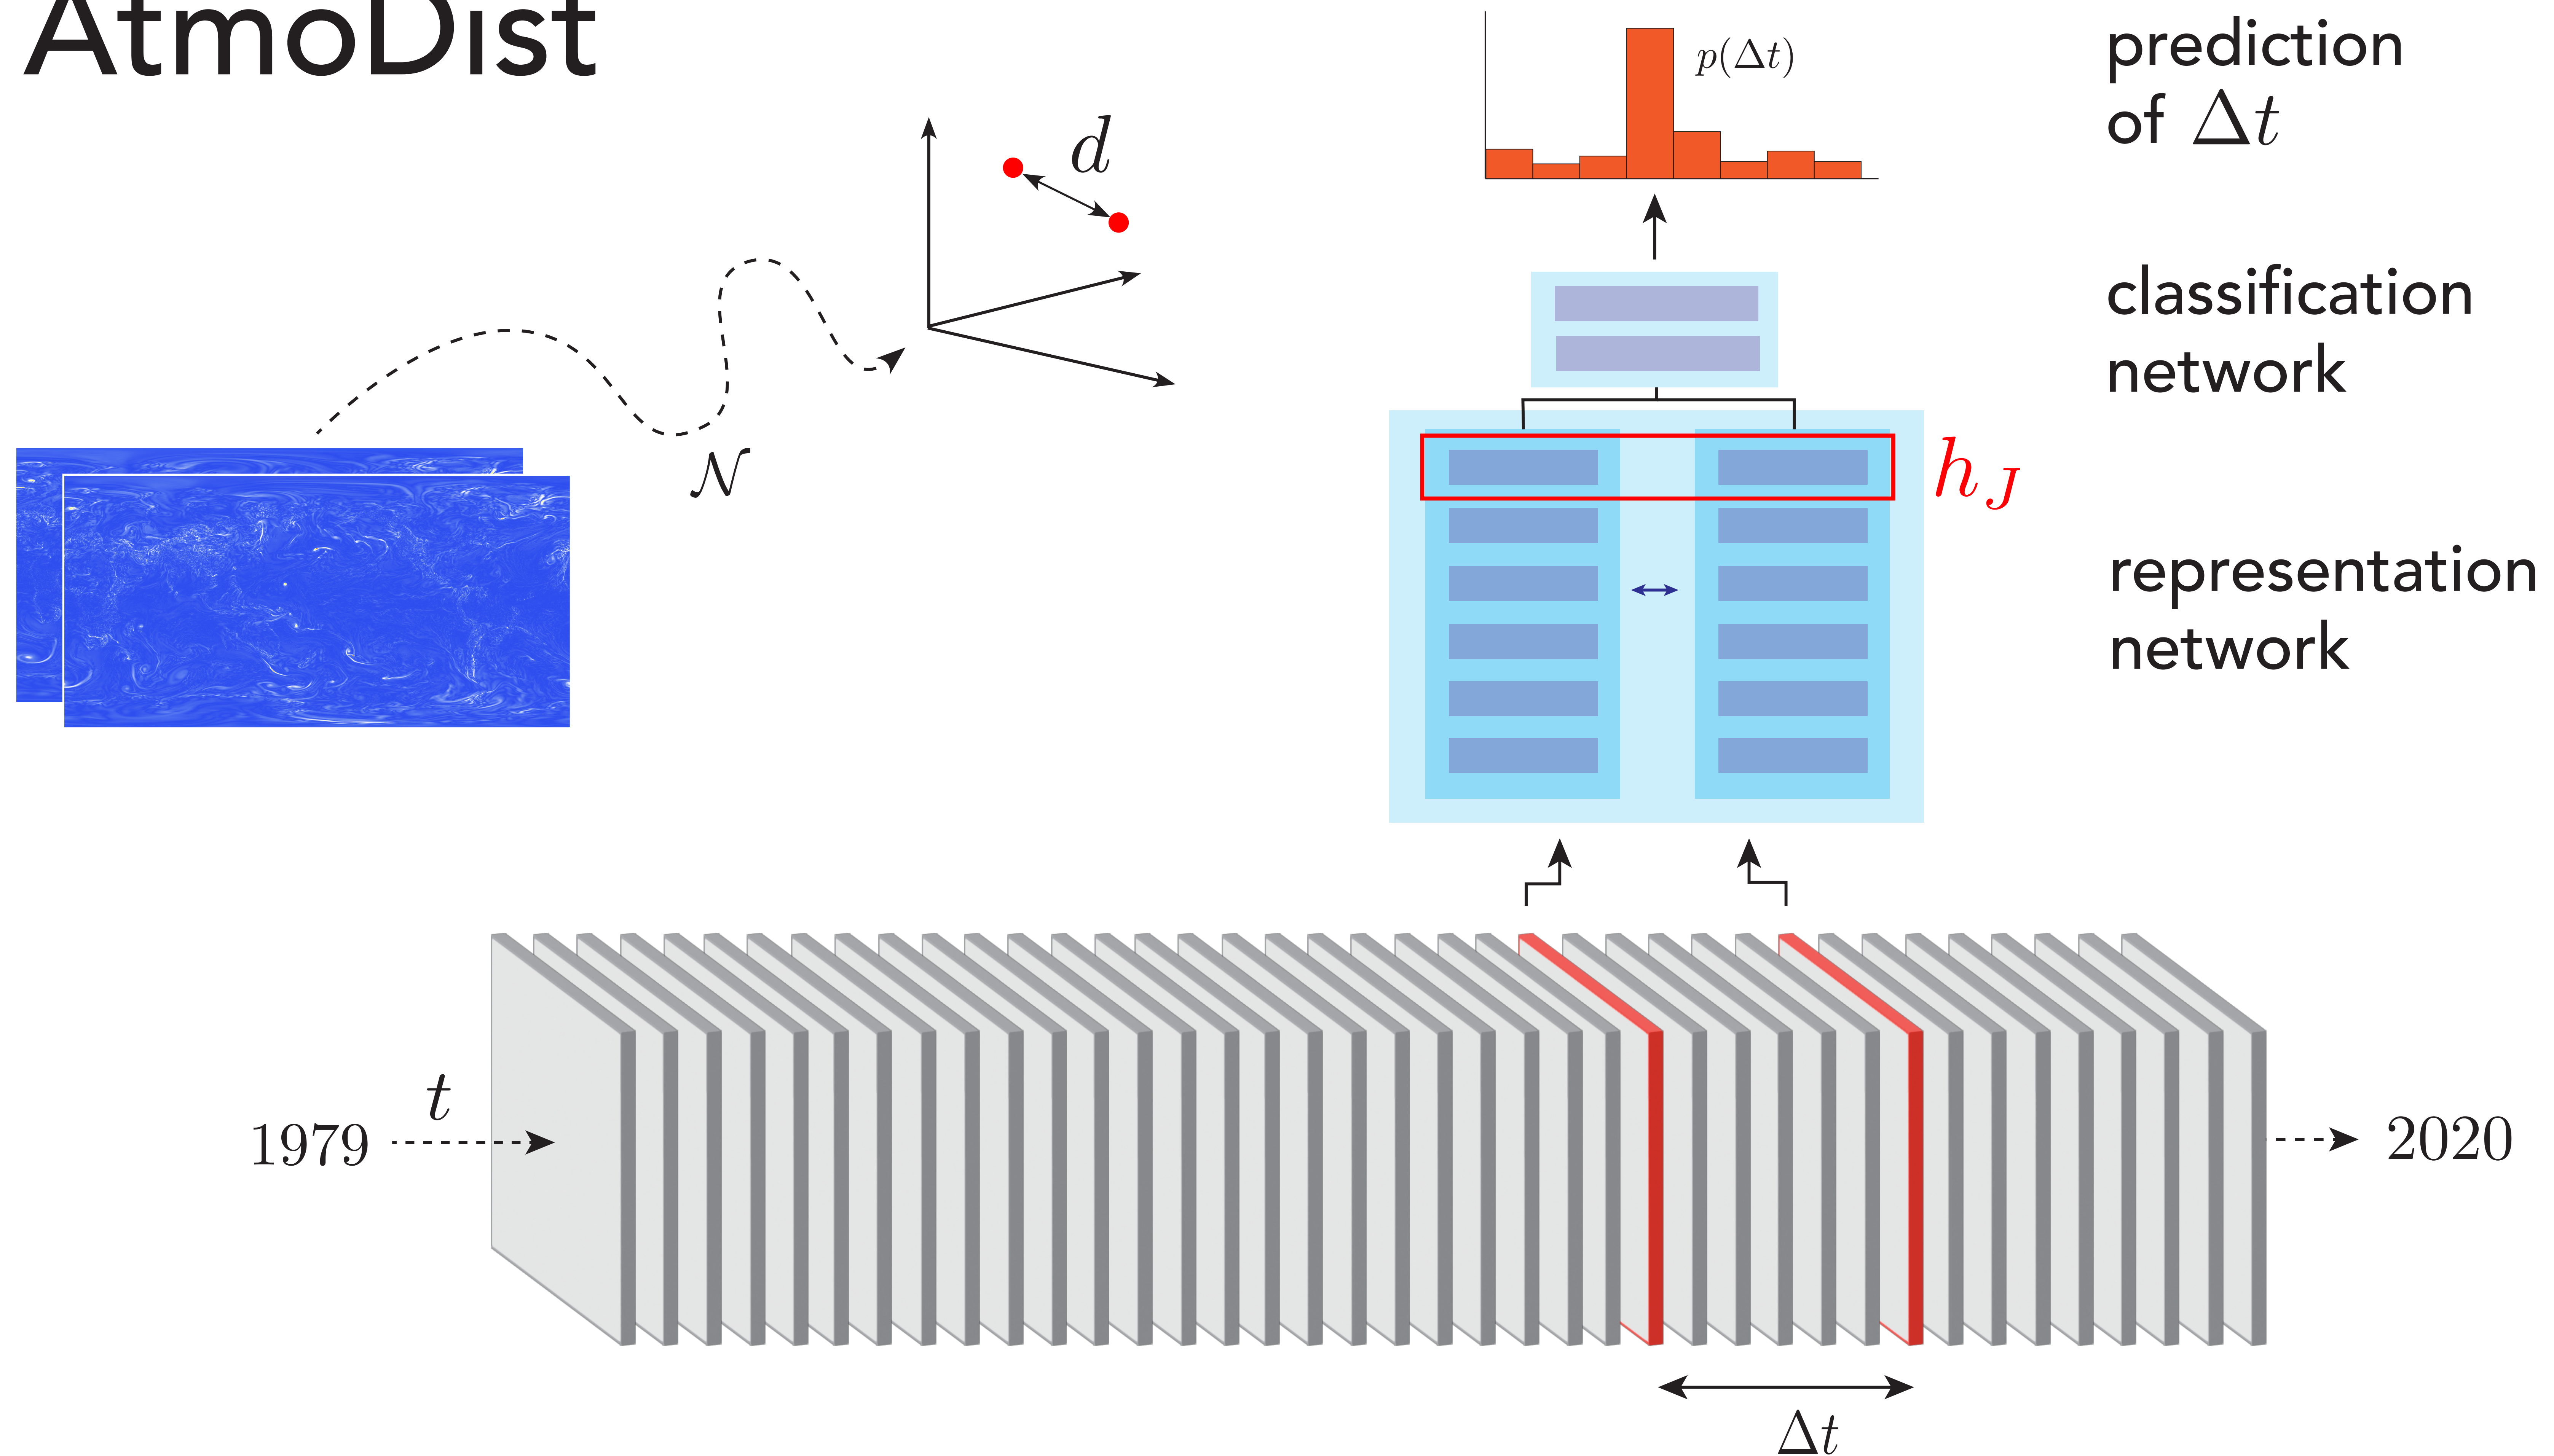 AtmoDist
d
𝒩
p(Δt)
prediction
of Δt
classification
network
h_J
representation
network
1979
t
2020
Δt